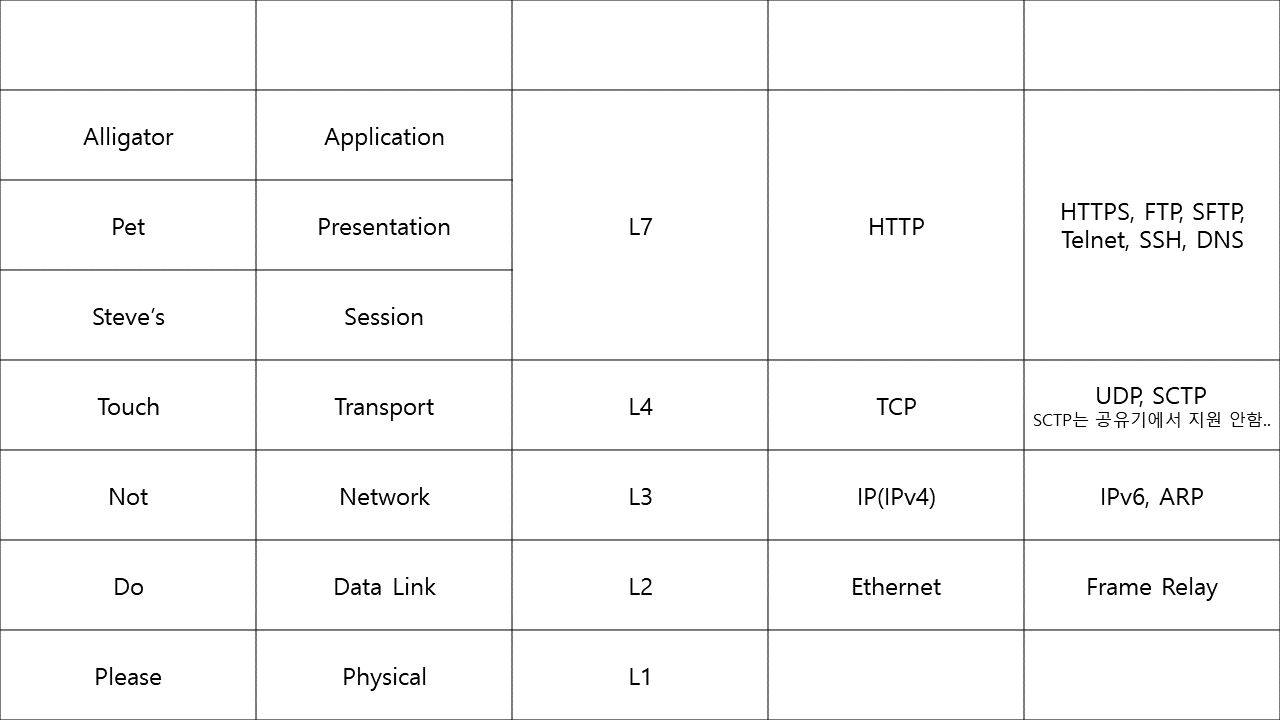 Alligator
Application
L7
HTTP
HTTPS, FTP, SFTP,
Telnet, SSH, DNS
Pet
Presentation
Steve’s
Session
Touch
Transport
L4
TCP
UDP, SCTP
SCTP는 공유기에서 지원 안함..
Not
Network
L3
IP(IPv4)
IPv6, ARP
Do
Data Link
L2
Ethernet
Frame Relay
Please
Physical
L1